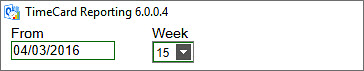 TimeCard Reporting 6.0.0.4
From Week
04/03/2016 15